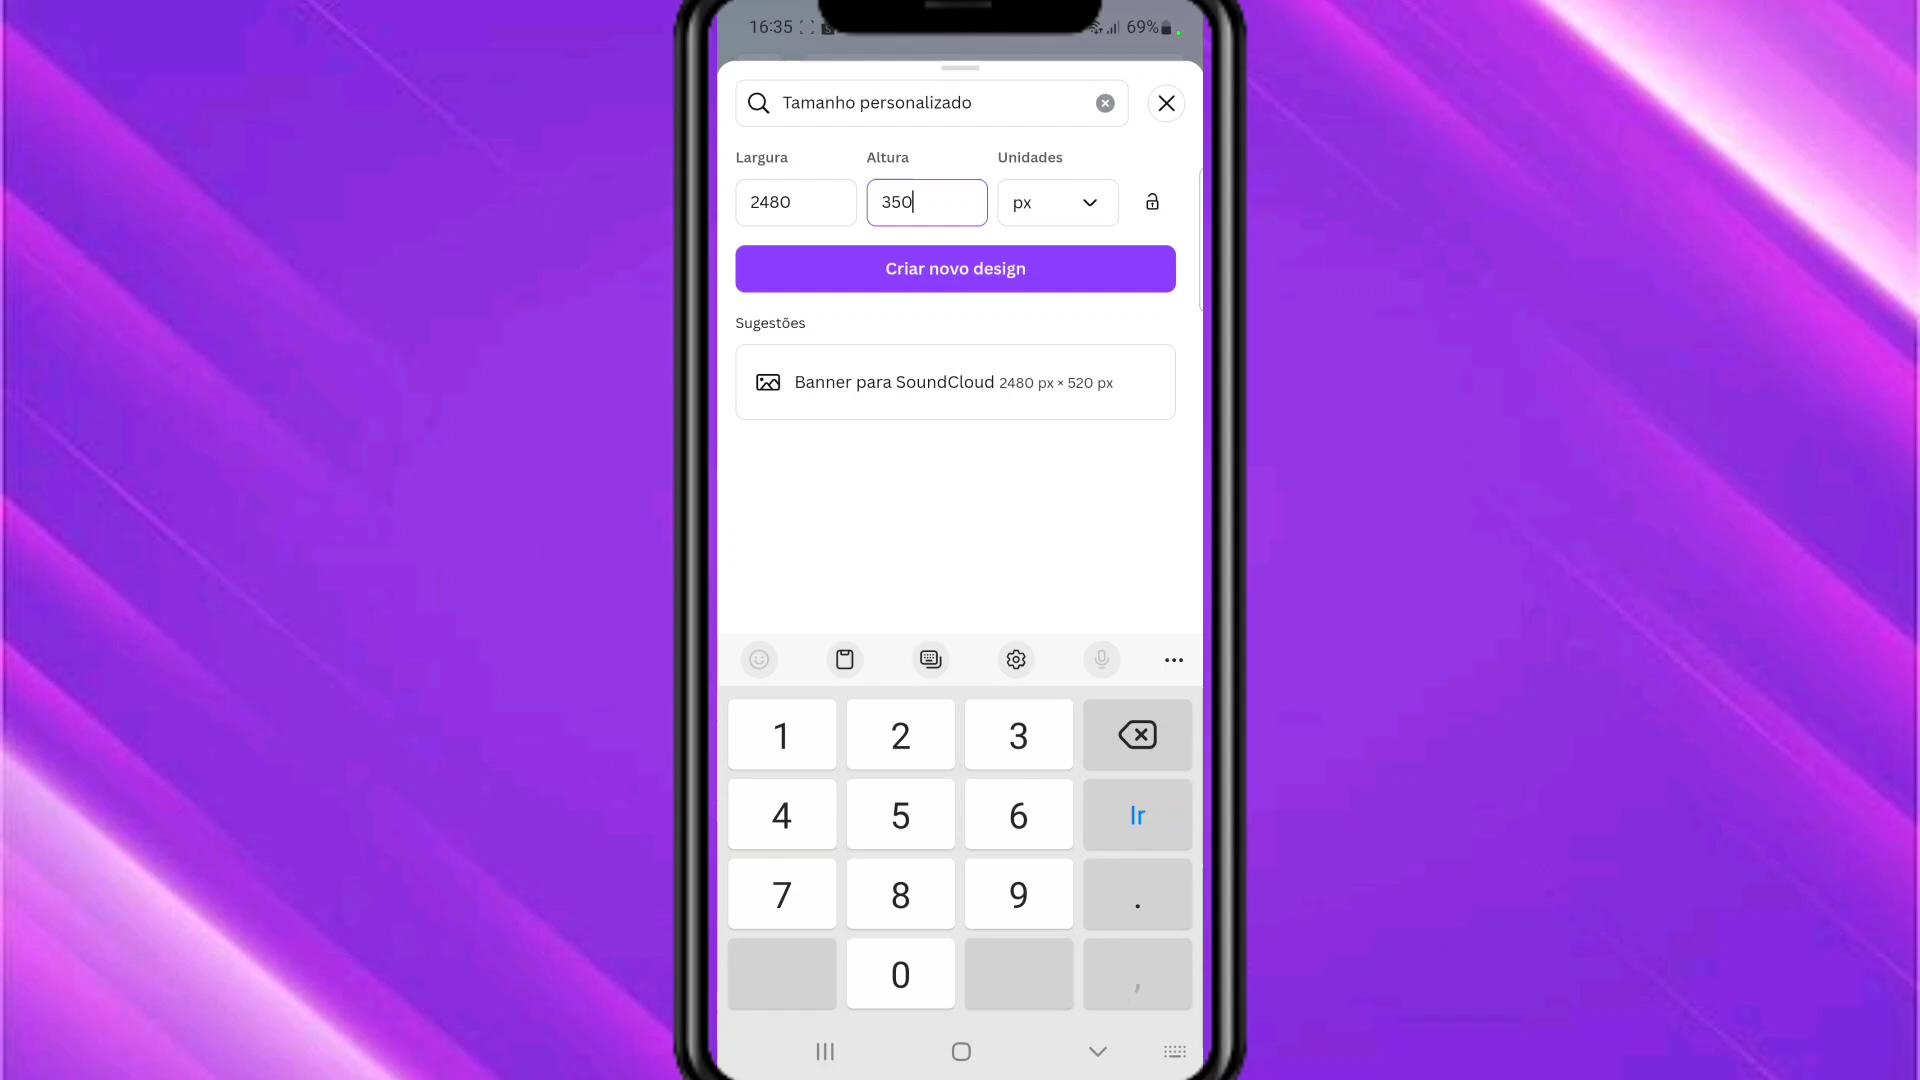 16:35
69%
Tamanho personalizado
Largura Altura Unidades
2480 350 px
Criar novo design
Sugestões
Banner para SoundCloud 2480 px × 520 px
1 2 3
4 5 6 Ir
7 8 9 .
0 ,